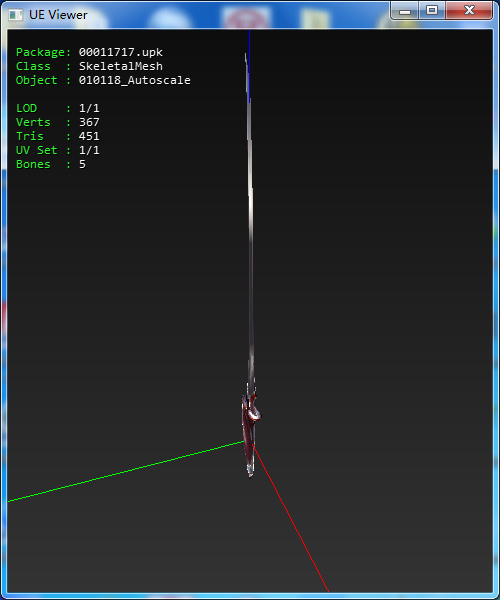 UE Viewer
Package: 00011717.upk
Class : SkeletalMesh
Object : 010118_Autoscale
LOD : 1/1
Verts : 367
Tris : 451
UV Set : 1/1
Bones : 5